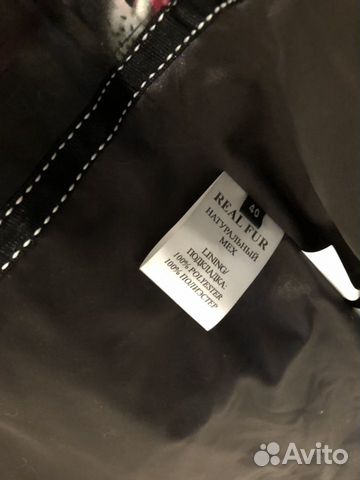 40
REAL FUR
НАТУРАЛЬНЫЙ
МЕХ
LINING/
ПОДКЛАДКА:
100% POLYESTER
100% ПОЛИЭСТЕР
Avito